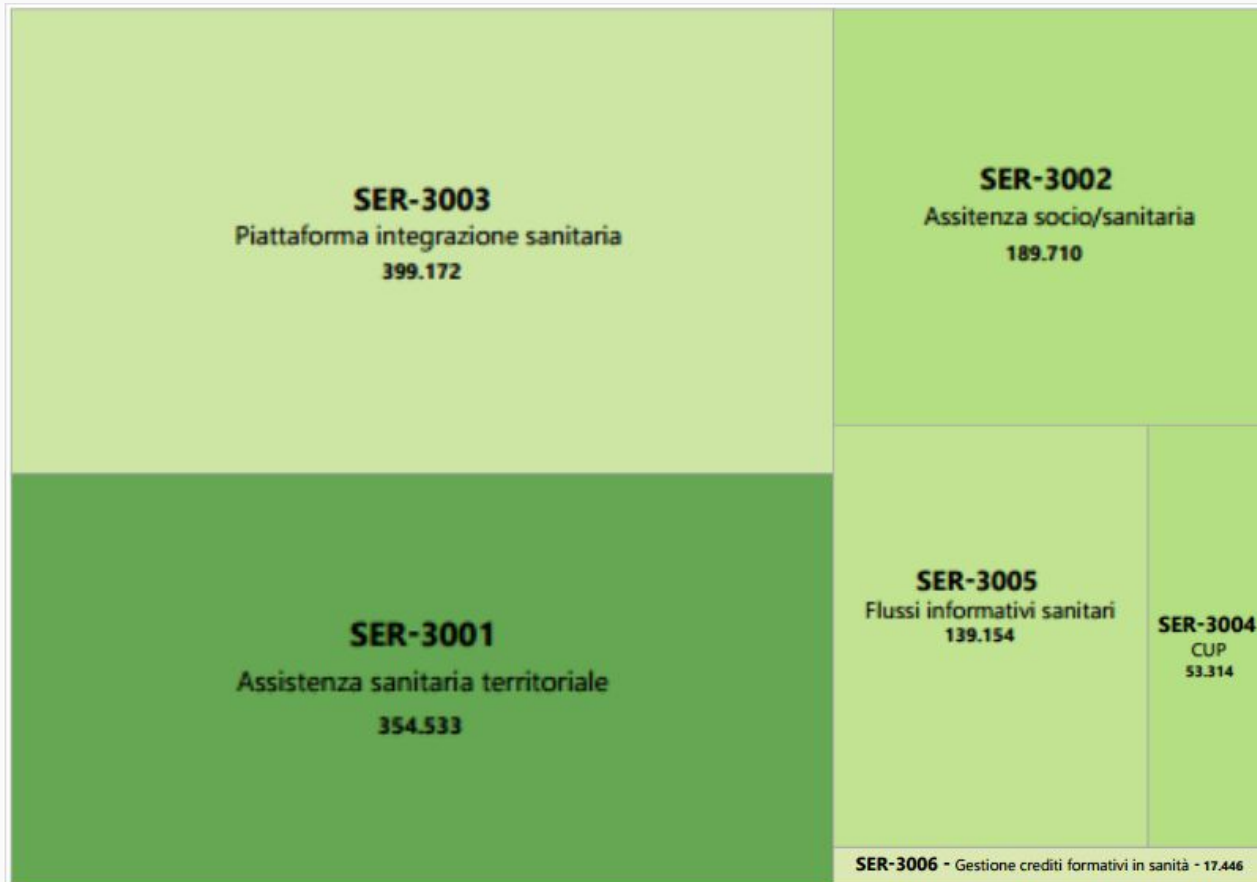 SER-3003
Piattaforma integrazione sanitaria
399.172
SER-3002
Assitenza socio/sanitaria
189.710
SER-3001
Assistenza sanitaria territoriale
354.533
SER-3005
Flussi informativi sanitari
139.154
SER-3004
CUP
53.314
SER-3006 - Gestione crediti formativi in sanità - 17.446